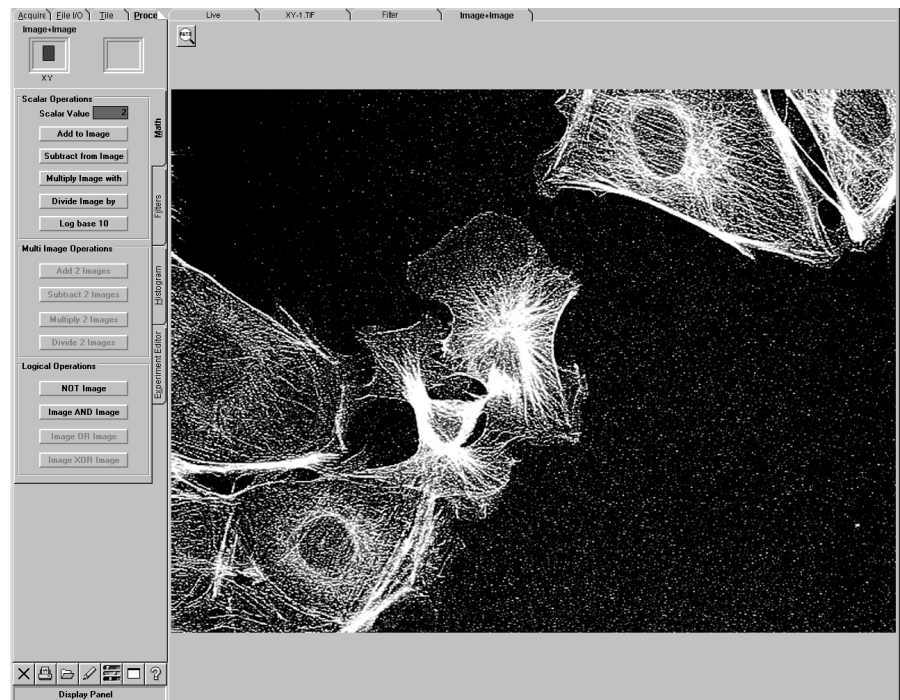 Acquire File I/O Tile Proce
Live XY-1.TIF Filter Image+Image
Image+Image
AUTO
XY
Scalar Operations
Scalar Value 2
Add to Image
Subtract from Image
Multiply Image with
Divide Image by
Log base 10
Multi Image Operations
Add 2 Images
Subtract 2 Images
Multiply 2 Images
Divide 2 Images
Logical Operations
NOT Image
Image AND Image
Image OR Image
Image XOR Image
Math
Filters
Histogram
Experiment Editor
Display Panel